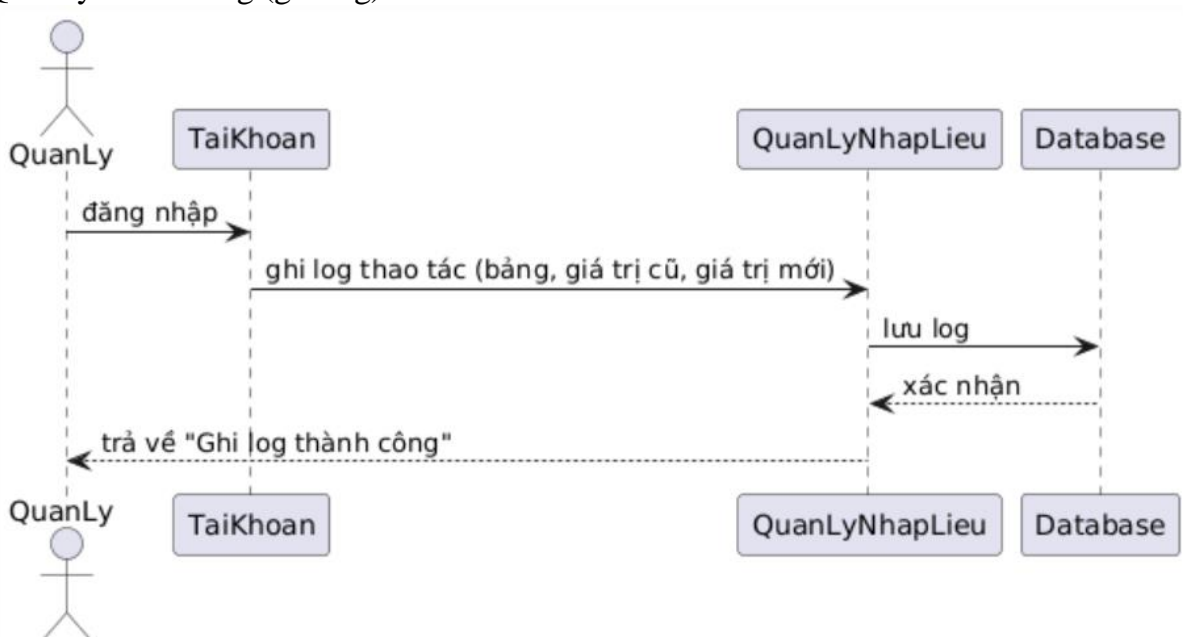 QuanLy
TaiKhoan
QuanLyNhapLieu
Database
đăng nhập
ghi log thao tác (bảng, giá trị cũ, giá trị mới)
lưu log
xác nhận
trả về "Ghi log thành công"
QuanLy
TaiKhoan
QuanLyNhapLieu
Database